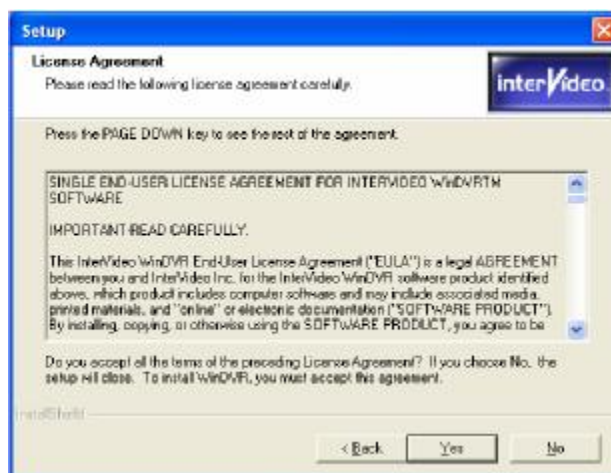 Setup
License Agreement
Please read the following license agreement carefully.
InterVideo
Press the PAGE DOWN key to see the rest of the agreement.
SINGLE END-USER LICENSE AGREEMENT FOR INTERVIDEO WinDVRTM
SOFTWARE
IMPORTANT-READ CAREFULLY:
This InterVideo WinDVR End-User License Agreement ("EULA") is a legal AGREEMENT
between you and InterVideo Inc. for the InterVideo WinDVR software product identified
above, which product includes computer software and may include associated media,
printed materials, and "online" or electronic documentation ("SOFTWARE PRODUCT").
By installing, copying, or otherwise using the SOFTWARE PRODUCT, you agree to be
Do you accept all the terms of the preceding License Agreement? If you choose No, the
setup will close. To install WinDVR, you must accept this agreement.
InstallShield
< Back
Yes
No